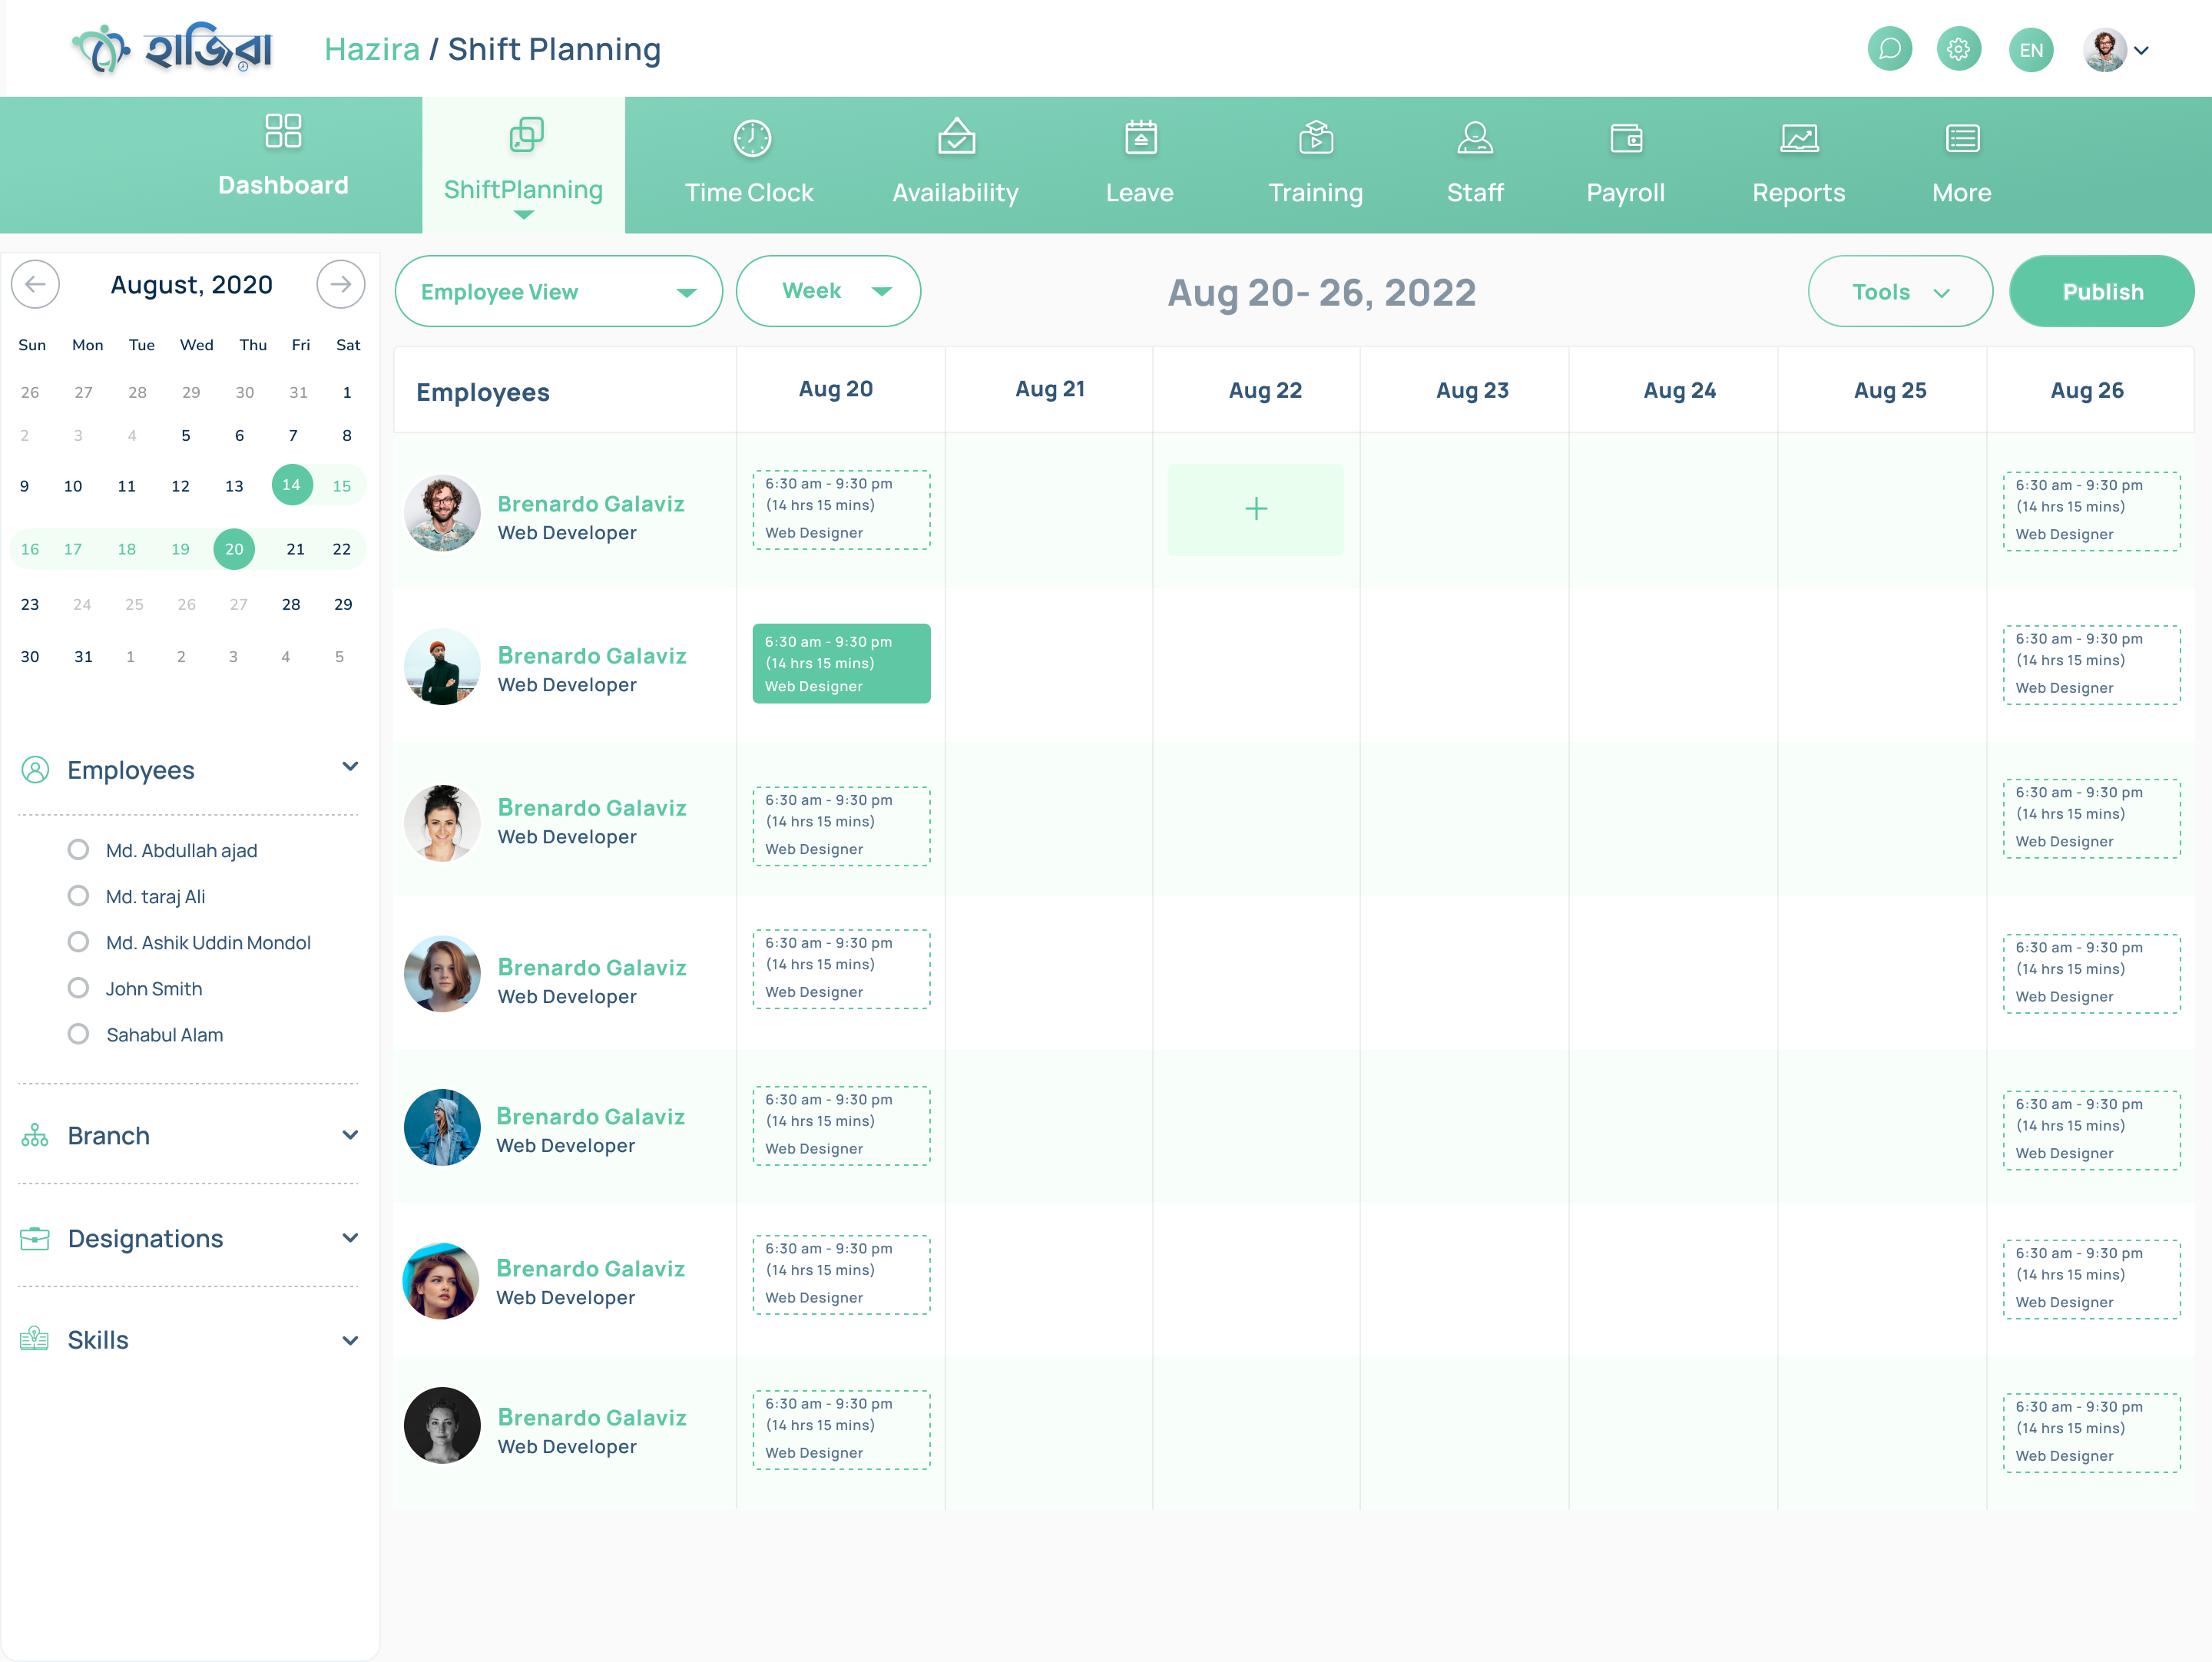 হাজিরা
Hazira / Shift Planning
EN
Dashboard
ShiftPlanning
Time Clock
Availability
Leave
Training
Staff
Payroll
Reports
More
August, 2020
Sun Mon Tue Wed Thu Fri Sat
26 27 28 29 30 31 1
2 3 4 5 6 7 8
9 10 11 12 13 14 15
16 17 18 19 20 21 22
23 24 25 26 27 28 29
30 31 1 2 3 4 5
Employees
Md. Abdullah ajad
Md. taraj Ali
Md. Ashik Uddin Mondol
John Smith
Sahabul Alam
Branch
Designations
Skills
Employee View
Week
Aug 20- 26, 2022
Tools
Publish
Employees Aug 20 Aug 21 Aug 22 Aug 23 Aug 24 Aug 25 Aug 26
Brenardo Galaviz
Web Developer
6:30 am - 9:30 pm
(14 hrs 15 mins)
Web Designer
+
6:30 am - 9:30 pm
(14 hrs 15 mins)
Web Designer
Brenardo Galaviz
Web Developer
6:30 am - 9:30 pm
(14 hrs 15 mins)
Web Designer
6:30 am - 9:30 pm
(14 hrs 15 mins)
Web Designer
Brenardo Galaviz
Web Developer
6:30 am - 9:30 pm
(14 hrs 15 mins)
Web Designer
6:30 am - 9:30 pm
(14 hrs 15 mins)
Web Designer
Brenardo Galaviz
Web Developer
6:30 am - 9:30 pm
(14 hrs 15 mins)
Web Designer
6:30 am - 9:30 pm
(14 hrs 15 mins)
Web Designer
Brenardo Galaviz
Web Developer
6:30 am - 9:30 pm
(14 hrs 15 mins)
Web Designer
6:30 am - 9:30 pm
(14 hrs 15 mins)
Web Designer
Brenardo Galaviz
Web Developer
6:30 am - 9:30 pm
(14 hrs 15 mins)
Web Designer
6:30 am - 9:30 pm
(14 hrs 15 mins)
Web Designer
Brenardo Galaviz
Web Developer
6:30 am - 9:30 pm
(14 hrs 15 mins)
Web Designer
6:30 am - 9:30 pm
(14 hrs 15 mins)
Web Designer